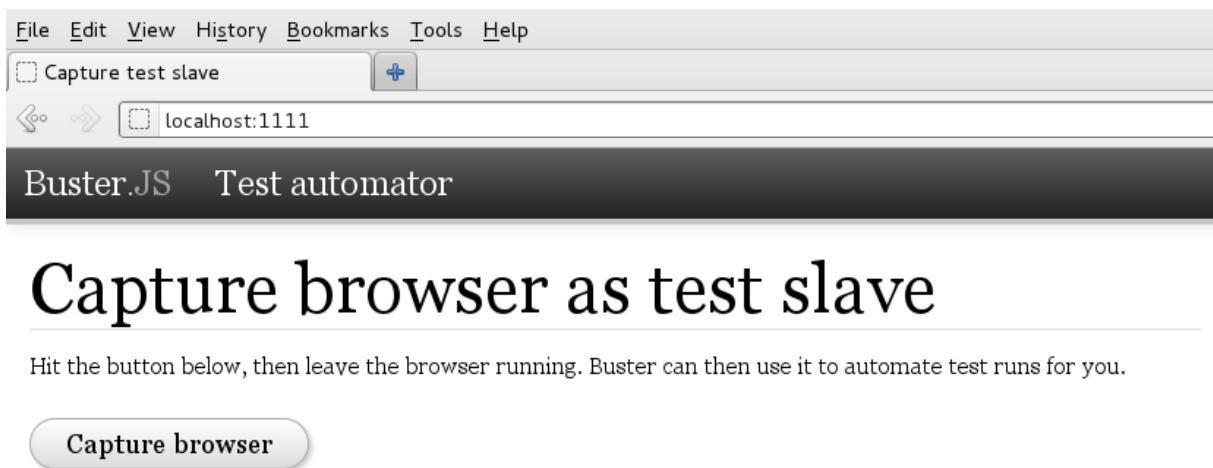 File Edit View History Bookmarks Tools Help
Capture test slave
localhost:1111
Buster.JS Test automator
Capture browser as test slave
Hit the button below, then leave the browser running. Buster can then use it to automate test runs for you.
Capture browser